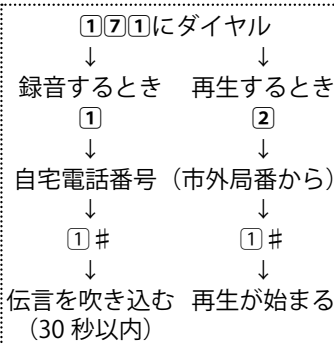 171にダイヤル
↓ ↓
録音するとき 再生するとき
1 2
↓ ↓
自宅電話番号(市外局番から)
↓ ↓
1♯ 1♯
↓ ↓
伝言を吹き込む 再生が始まる
(30 秒以内)